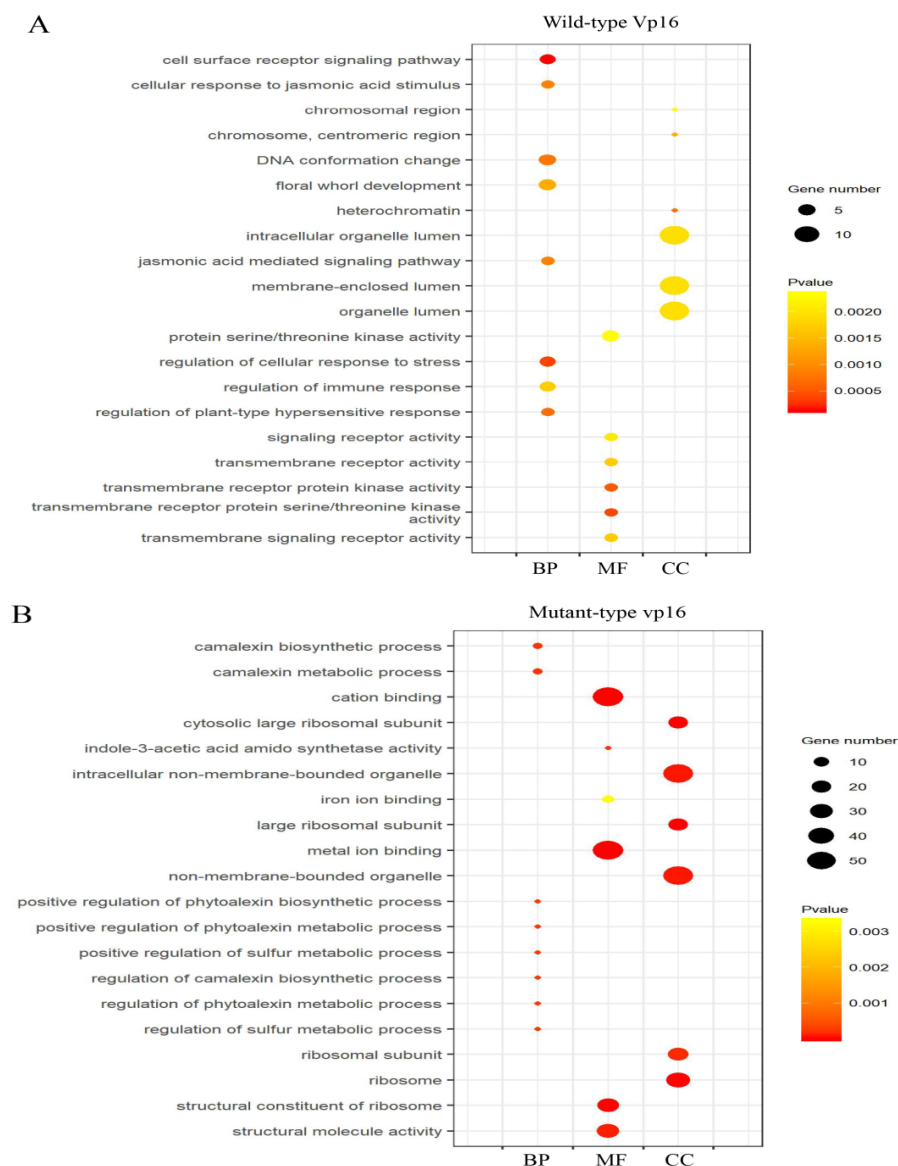 A
Wild-type Vp16
cell surface receptor signaling pathway
cellular response to jasmonic acid stimulus
chromosomal region
chromosome, centromeric region
DNA conformation change
floral whorl development
heterochromatin
intracellular organelle lumen
jasmonic acid mediated signaling pathway
membrane-enclosed lumen
organelle lumen
protein serine/threonine kinase activity
regulation of cellular response to stress
regulation of immune response
regulation of plant-type hypersensitive response
signaling receptor activity
transmembrane receptor activity
transmembrane receptor protein kinase activity
transmembrane receptor protein serine/threonine kinase
activity
transmembrane signaling receptor activity
BP MF CC
Gene number
5
10
Pvalue
0.0020
0.0015
0.0010
0.0005
B
Mutant-type vp16
camalexin biosynthetic process
camalexin metabolic process
cation binding
cytosolic large ribosomal subunit
indole-3-acetic acid amido synthetase activity
intracellular non-membrane-bounded organelle
iron ion binding
large ribosomal subunit
metal ion binding
non-membrane-bounded organelle
positive regulation of phytoalexin biosynthetic process
positive regulation of phytoalexin metabolic process
positive regulation of sulfur metabolic process
regulation of camalexin biosynthetic process
regulation of phytoalexin metabolic process
regulation of sulfur metabolic process
ribosomal subunit
ribosome
structural constituent of ribosome
structural molecule activity
BP MF CC
Gene number
10
20
30
40
50
Pvalue
0.003
0.002
0.001